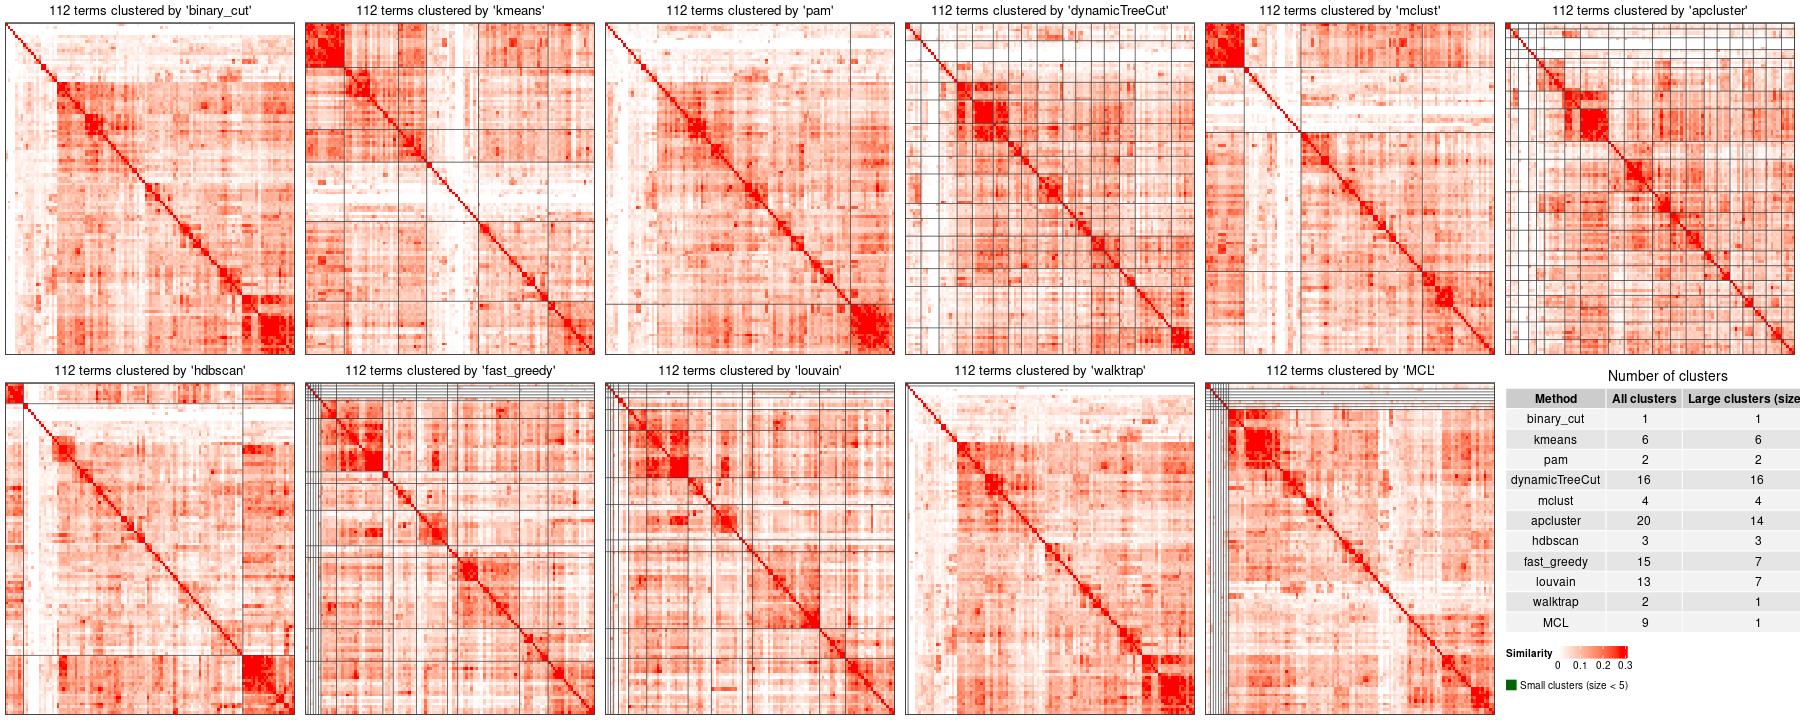 112 terms clustered by 'binary_cut'
112 terms clustered by 'kmeans'
112 terms clustered by 'pam'
112 terms clustered by 'dynamicTreeCut'
112 terms clustered by 'mclust'
112 terms clustered by 'apcluster'
112 terms clustered by 'hdbscan'
112 terms clustered by 'fast_greedy'
112 terms clustered by 'louvain'
112 terms clustered by 'walktrap'
112 terms clustered by 'MCL'
Number of clusters
Method All clusters Large clusters (size
binary_cut 1 1
kmeans 6 6
pam 2 2
dynamicTreeCut 16 16
mclust 4 4
apcluster 20 14
hdbscan 3 3
fast_greedy 15 7
louvain 13 7
walktrap 2 1
MCL 9 1
Similarity
0 0.1 0.2 0.3
Small clusters (size < 5)